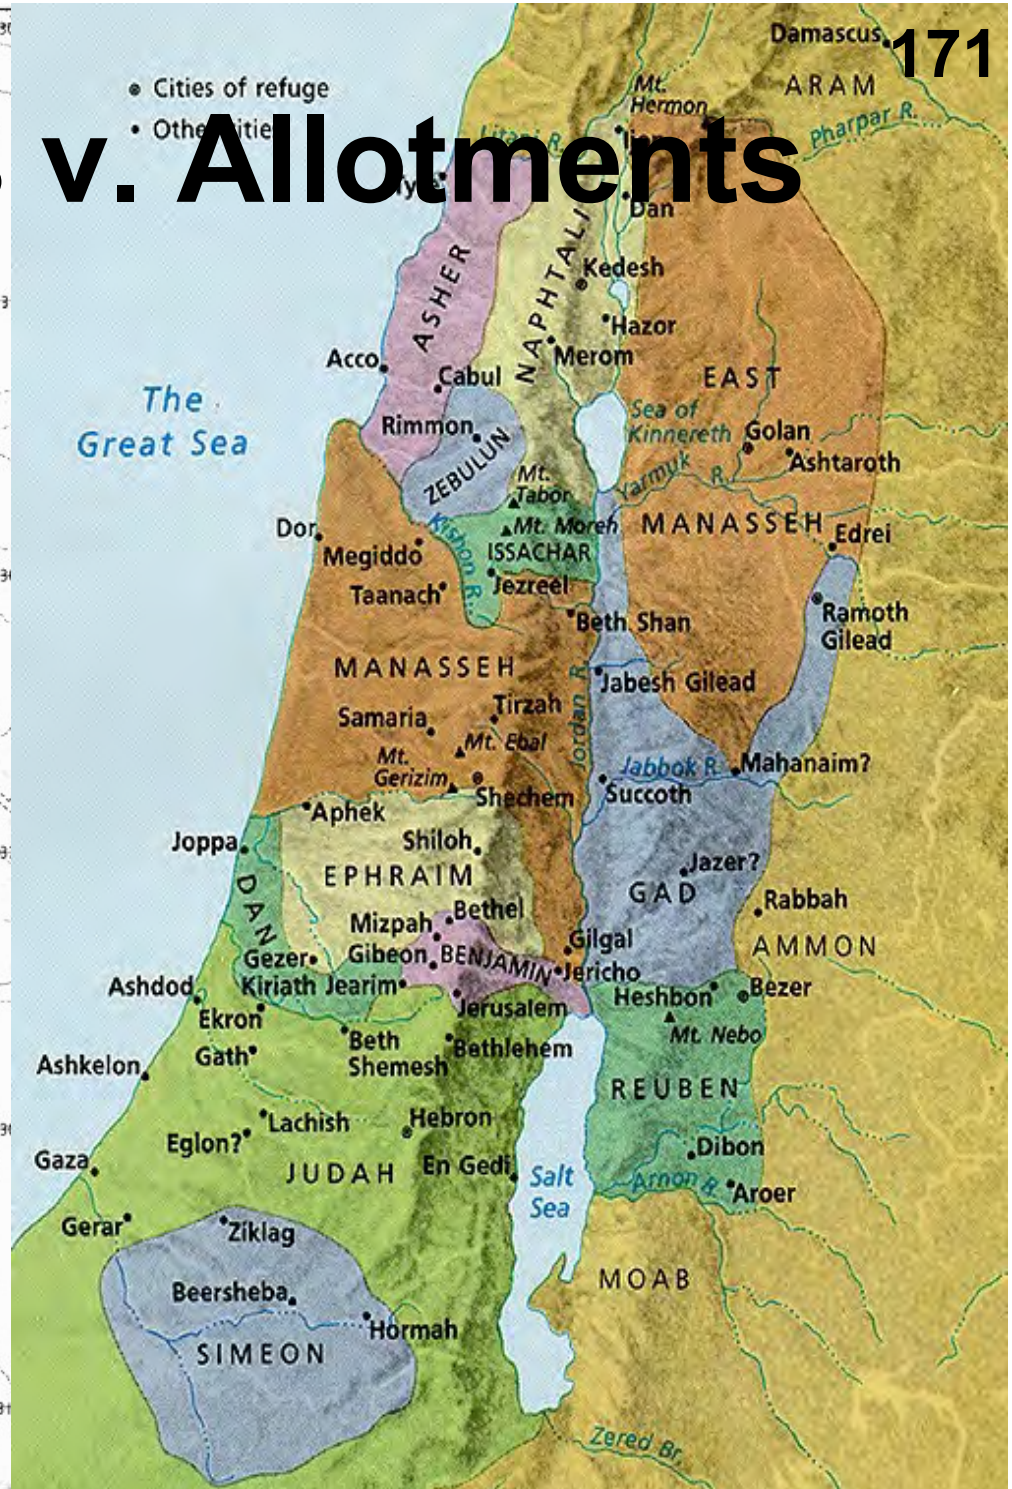 171
v. Allotments
Cities of refuge
Damascus
ARAM
Mt.
Hermon
Pharpar R.
Litani R.
Dan
ASHER
NAPHTALI
Kedesh
Hazor
Merom
Acco
Cabul
EAST
The
Great Sea
Rimmon
Sea of
Kinnereth
Golan
Ashtaroth
ZEBULUN
Mt.
Tabor
Yarmuk R.
Dor
Kishon R.
Mt. Moreh
MANASSEH
Edrei
Megiddo
ISSACHAR
Taanach
Jezreel
Beth Shan
Ramoth
Gilead
MANASSEH
Jordan R.
Jabesh Gilead
Samaria
Tirzah
Mt. Ebal
Mt.
Gerizim
Shechem
Jabbok R.
Mahanaim?
Succoth
Aphek
Joppa
Shiloh
EPHRAIM
Jazer?
GAD
DAN
Rabbah
Bethel
Mizpah
Gilgal
AMMON
Gezer
Gibeon
BENJAMIN
Jericho
Ashdod
Kiriath Jearim
Heshbon
Bezer
Ekron
Jerusalem
Mt. Nebo
Gath
Beth
Shemesh
Bethlehem
Ashkelon
REUBEN
Lachish
Hebron
Eglon?
Dibon
Gaza
JUDAH
En Gedi
Salt
Sea
Arnon R.
Aroer
Gerar
Ziklag
MOAB
Beersheba
Hormah
SIMEON
Zered Br.